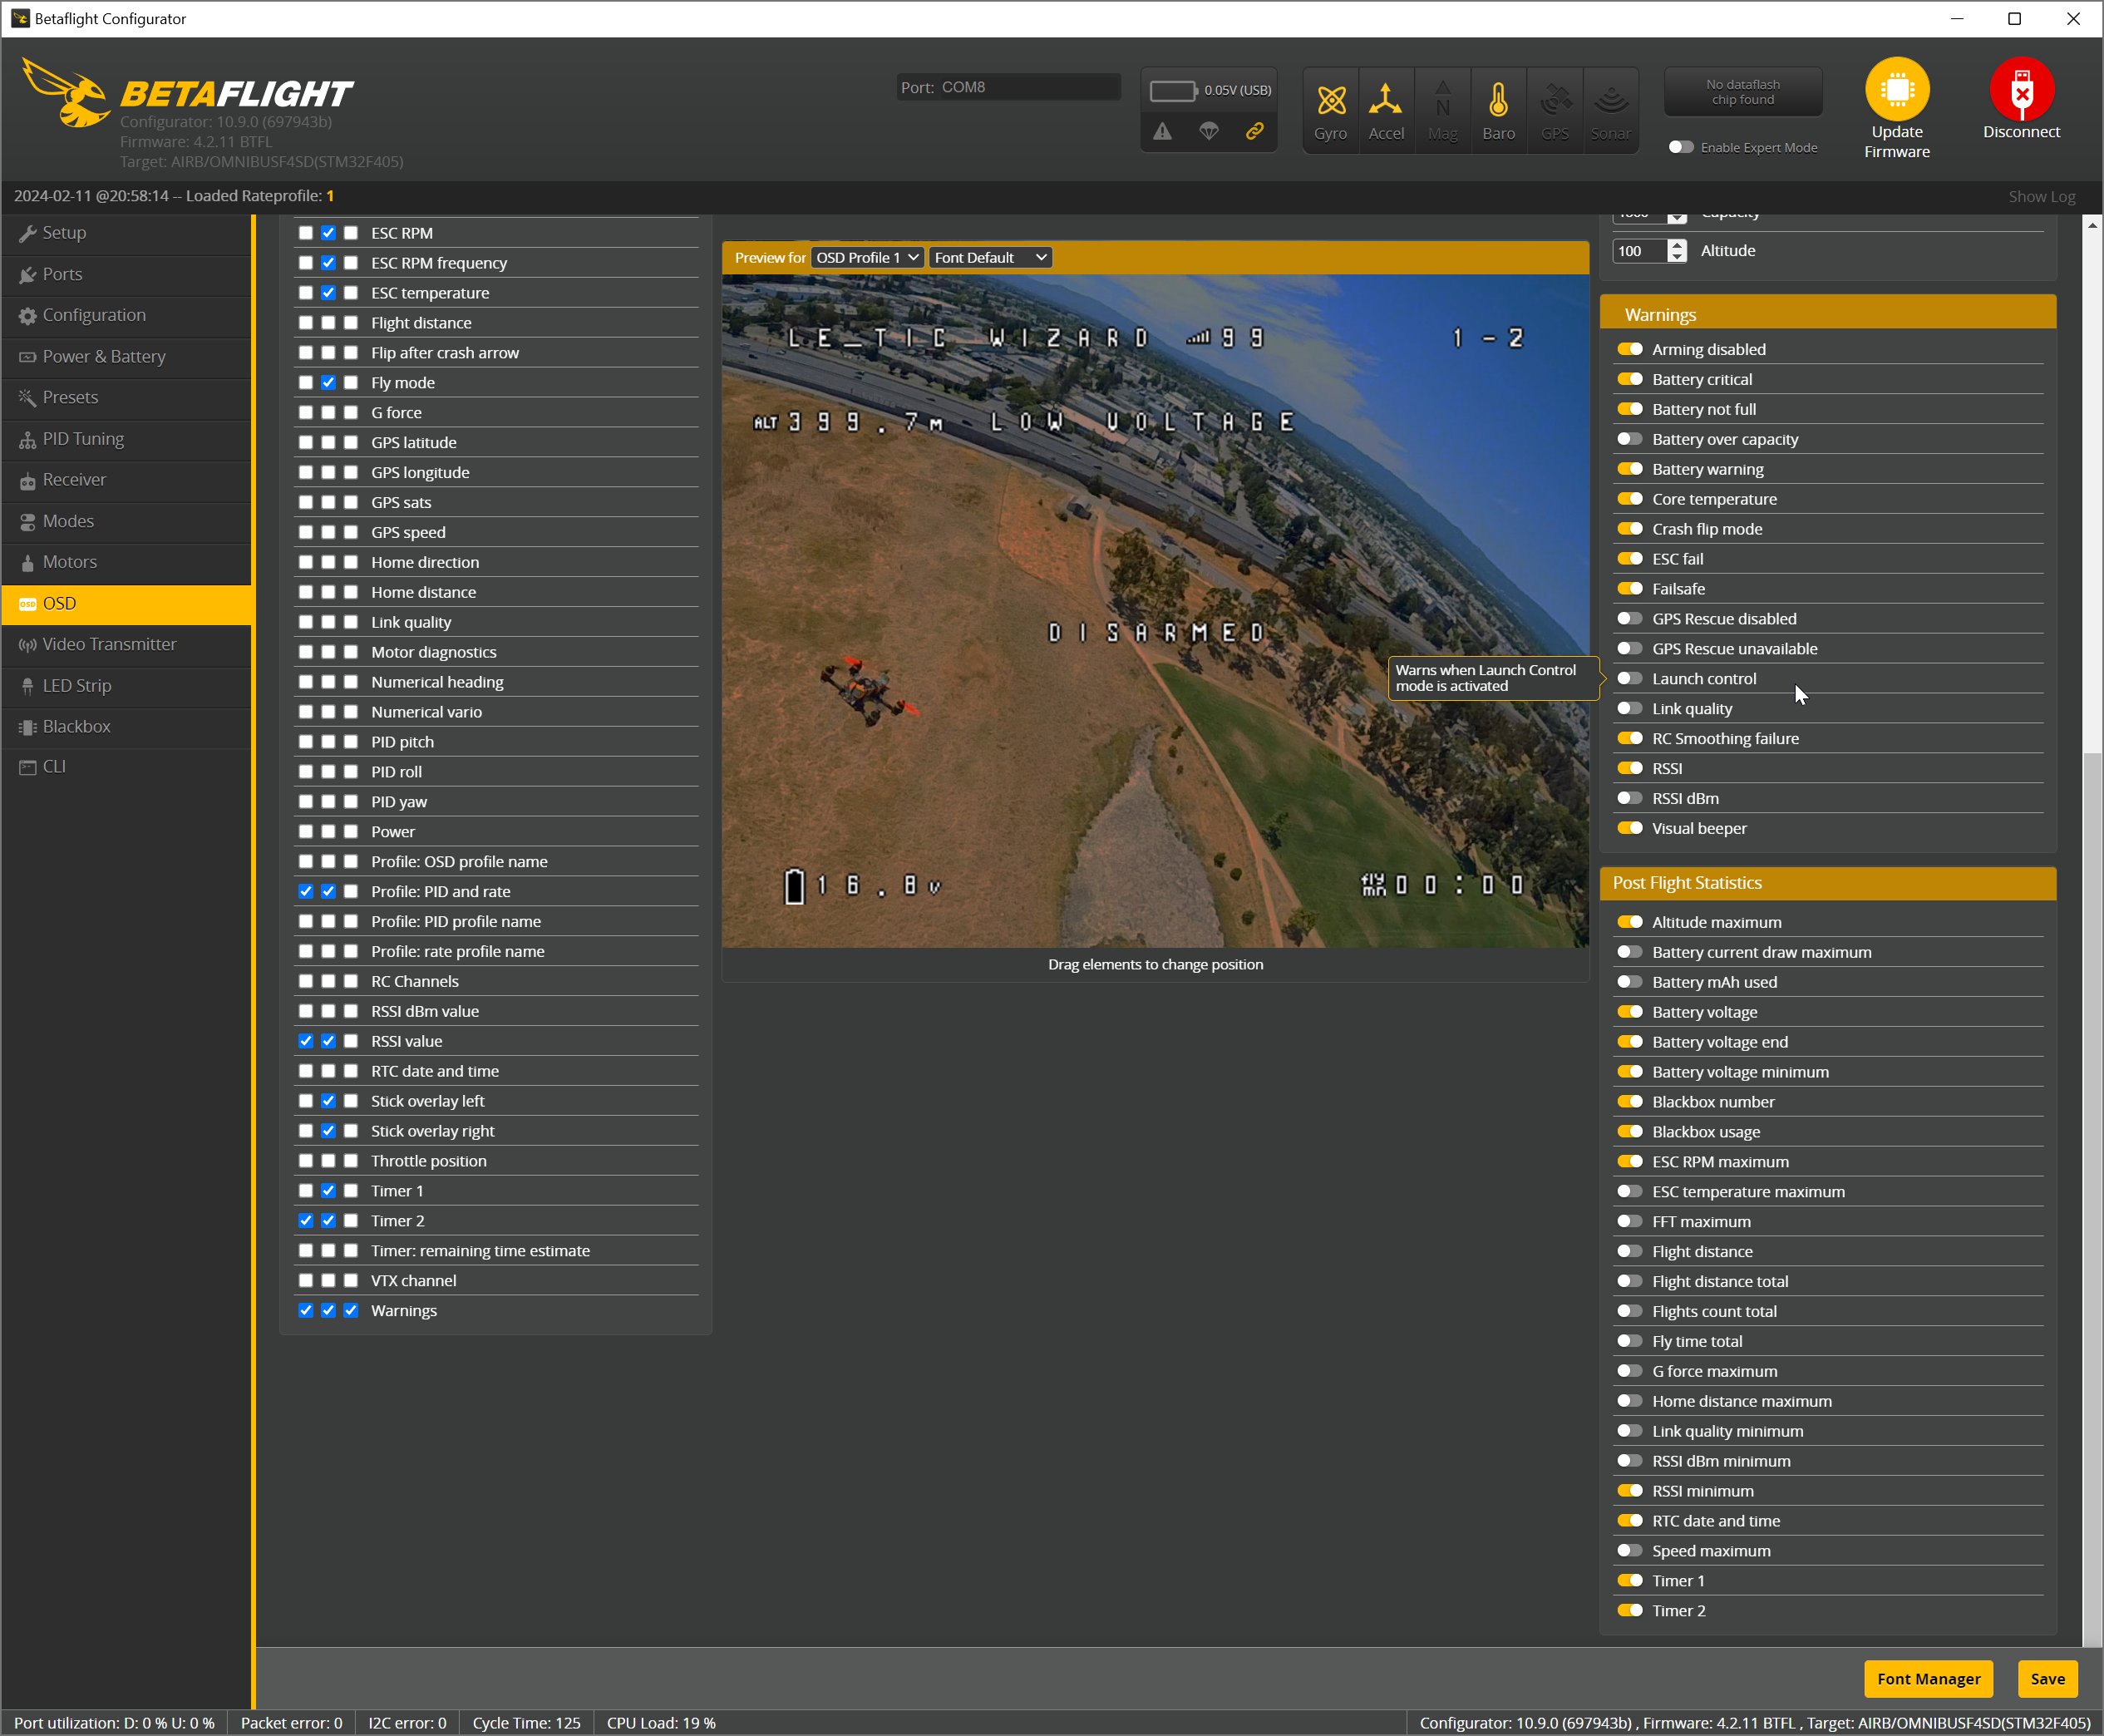 Betaflight Configurator
BETAFLIGHT
Configurator: 10.9.0 (697943b)
Firmware: 4.2.11 BTFL
Target: AIRB/OMNIBUSF4SD(STM32F405)
Port: COM8
0.05V (USB)
Gyro
Accel
N
Mag
Baro
GPS
Sonar
No dataflash
chip found
Enable Expert Mode
Update
Firmware
Disconnect
2024-02-11 @20:58:14 -- Loaded Rateprofile: 1
Show Log
Setup
Ports
Configuration
Power & Battery
Presets
PID Tuning
Receiver
Modes
Motors
OSD OSD
Video Transmitter
LED Strip
Blackbox
CLI
ESC RPM
ESC RPM frequency
ESC temperature
Flight distance
Flip after crash arrow
Fly mode
G force
GPS latitude
GPS longitude
GPS sats
GPS speed
Home direction
Home distance
Link quality
Motor diagnostics
Numerical heading
Numerical vario
PID pitch
PID roll
PID yaw
Power
Profile: OSD profile name
Profile: PID and rate
Profile: PID profile name
Profile: rate profile name
RC Channels
RSSI dBm value
RSSI value
RTC date and time
Stick overlay left
Stick overlay right
Throttle position
Timer 1
Timer 2
Timer: remaining time estimate
VTX channel
Warnings
Preview for OSD Profile 1 Font Default
LE_TIC WIZARD 99 1-2
ALT 399.7M LOW VOLTAGE
DISARMED
16.8V
fly mn 00:00
Drag elements to change position
Warns when Launch Control
mode is activated
1000 Capacity
100 Altitude
Warnings
Arming disabled
Battery critical
Battery not full
Battery over capacity
Battery warning
Core temperature
Crash flip mode
ESC fail
Failsafe
GPS Rescue disabled
GPS Rescue unavailable
Launch control
Link quality
RC Smoothing failure
RSSI
RSSI dBm
Visual beeper
Post Flight Statistics
Altitude maximum
Battery current draw maximum
Battery mAh used
Battery voltage
Battery voltage end
Battery voltage minimum
Blackbox number
Blackbox usage
ESC RPM maximum
ESC temperature maximum
FFT maximum
Flight distance
Flight distance total
Flights count total
Fly time total
G force maximum
Home distance maximum
Link quality minimum
RSSI dBm minimum
RSSI minimum
RTC date and time
Speed maximum
Timer 1
Timer 2
Font Manager
Save
Port utilization: D: 0 % U: 0 %
Packet error: 0
I2C error: 0
Cycle Time: 125
CPU Load: 19 %
Configurator: 10.9.0 (697943b) , Firmware: 4.2.11 BTFL , Target: AIRB/OMNIBUSF4SD(STM32F405)